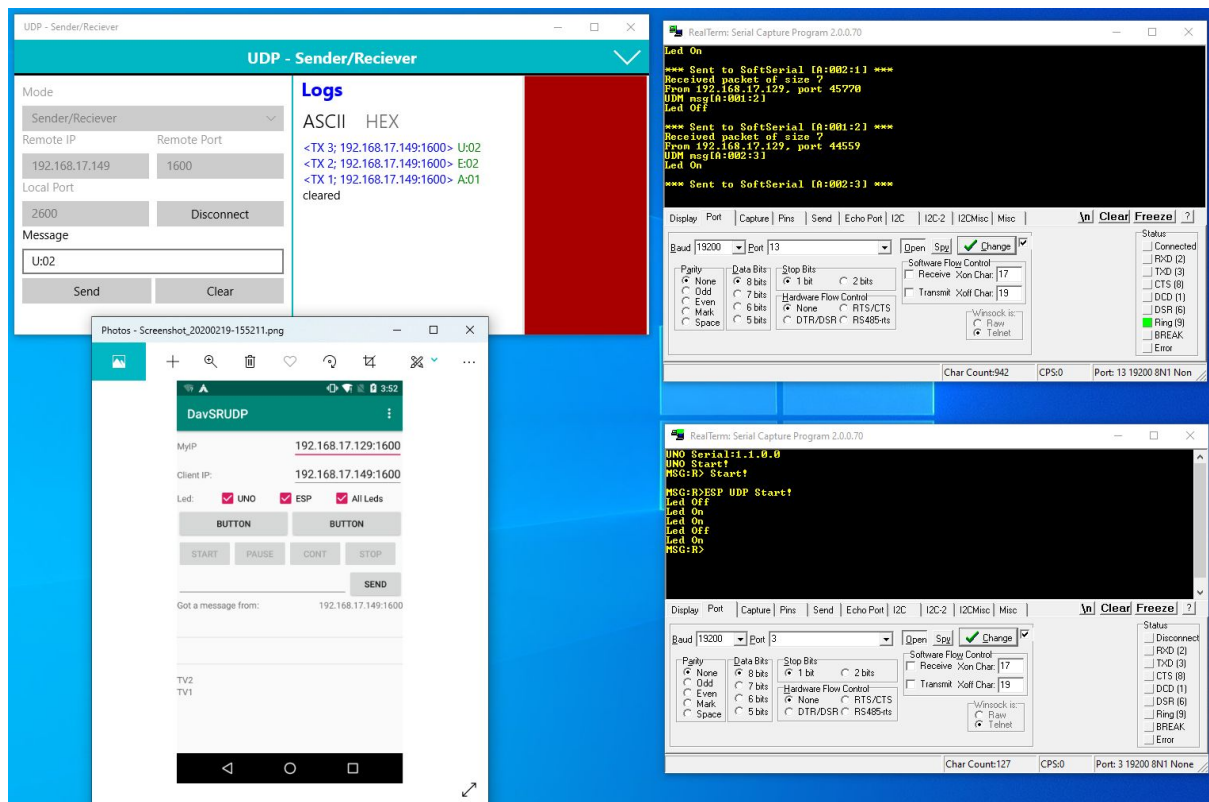 UDP - Sender/Reciever
UDP - Sender/Reciever
Mode
Sender/Reciever
Remote IP Remote Port
192.168.17.149 1600
Local Port
2600 Disconnect
Message
U:02
Send Clear
Logs
ASCII HEX
<TX 3; 192.168.17.149:1600> U:02
<TX 2; 192.168.17.149:1600> E:02
<TX 1; 192.168.17.149:1600> A:01
cleared
Photos - Screenshot_20200219-155211.png
3:52
DavSRUDP
MyIP 192.168.17.129:1600
Client IP: 192.168.17.149:1600
Led: UNO ESP All Leds
BUTTON BUTTON
START PAUSE CONT STOP
SEND
Got a message from: 192.168.17.149:1600
TV2
TV1
RealTerm: Serial Capture Program 2.0.0.70
Led On
*** Sent to SoftSerial [A:002:1] ***
Received packet of size 7
From 192.168.17.129, port 45770
UDM msg[A:001:2]
Led Off
*** Sent to SoftSerial [A:001:2] ***
Received packet of size 7
From 192.168.17.129, port 44559
UDM msg[A:002:3]
Led On
*** Sent to SoftSerial [A:002:3] ***
Display Port Capture Pins Send Echo Port I2C I2C-2 I2CMisc Misc \n Clear Freeze ?
Baud 19200 Port 13 Open Spy Change
Parity
None
Odd
Even
Mark
Space
Data Bits
8 bits
7 bits
6 bits
5 bits
Stop Bits
1 bit 2 bits
Hardware Flow Control
None RTS/CTS
DTR/DSR RS485-rts
Software Flow Control
Receive Xon Char: 17
Transmit Xoff Char: 19
Winsock is:
Raw
Telnet
Status
Connected
RXD (2)
TXD (3)
CTS (8)
DCD (1)
DSR (6)
Ring (9)
BREAK
Error
Char Count:942 CPS:0 Port: 13 19200 8N1 Non
RealTerm: Serial Capture Program 2.0.0.70
UNO Serial:1.1.0.0
UNO Start!
MSG:R> Start!
MSG:R>ESP UDP Start!
Led Off
Led On
Led On
Led Off
Led On
MSG:R>
Display Port Capture Pins Send Echo Port I2C I2C-2 I2CMisc Misc \n Clear Freeze ?
Baud 19200 Port 3 Open Spy Change
Parity
None
Odd
Even
Mark
Space
Data Bits
8 bits
7 bits
6 bits
5 bits
Stop Bits
1 bit 2 bits
Hardware Flow Control
None RTS/CTS
DTR/DSR RS485-rts
Software Flow Control
Receive Xon Char: 17
Transmit Xoff Char: 19
Winsock is:
Raw
Telnet
Status
Disconnect
RXD (2)
TXD (3)
CTS (8)
DCD (1)
DSR (6)
Ring (9)
BREAK
Error
Char Count:127 CPS:0 Port: 3 19200 8N1 None